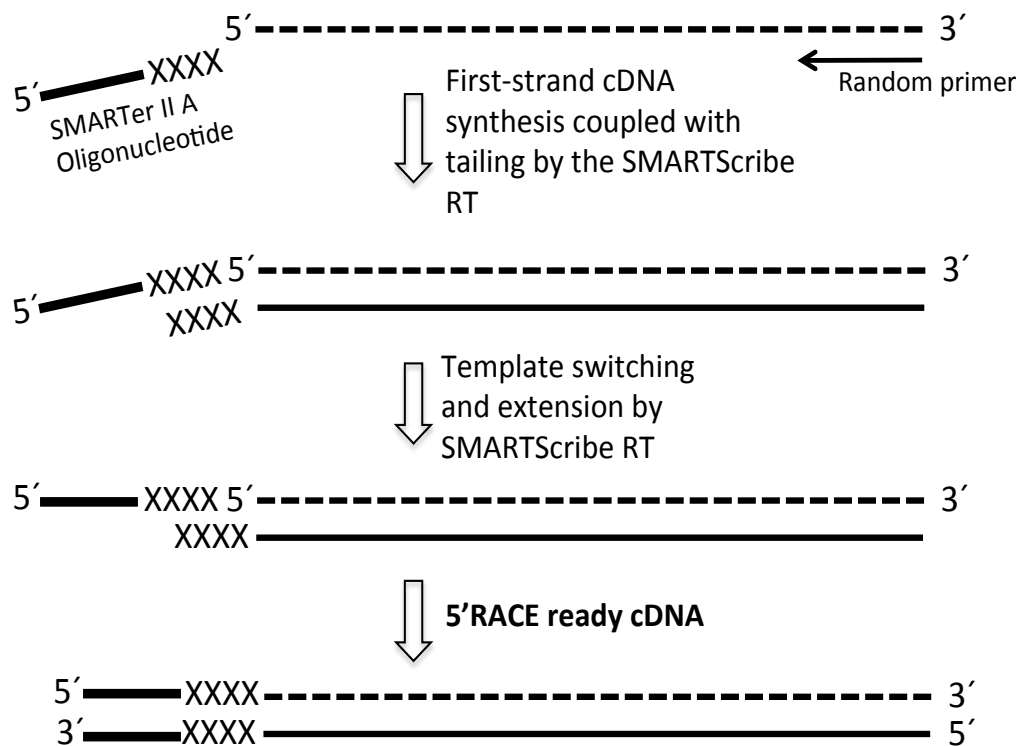 5´ 3´
XXXX
5´
Random primer
SMARTer II A
Oligonucleotide
First-strand cDNA
synthesis coupled with
tailing by the SMARTScribe
RT
XXXX 5´ 3´
5´
XXXX
Template switching
and extension by
SMARTScribe RT
5´ XXXX 5´ 3´
XXXX
5’RACE ready cDNA
5´ XXXX 3´
3´ XXXX 5´